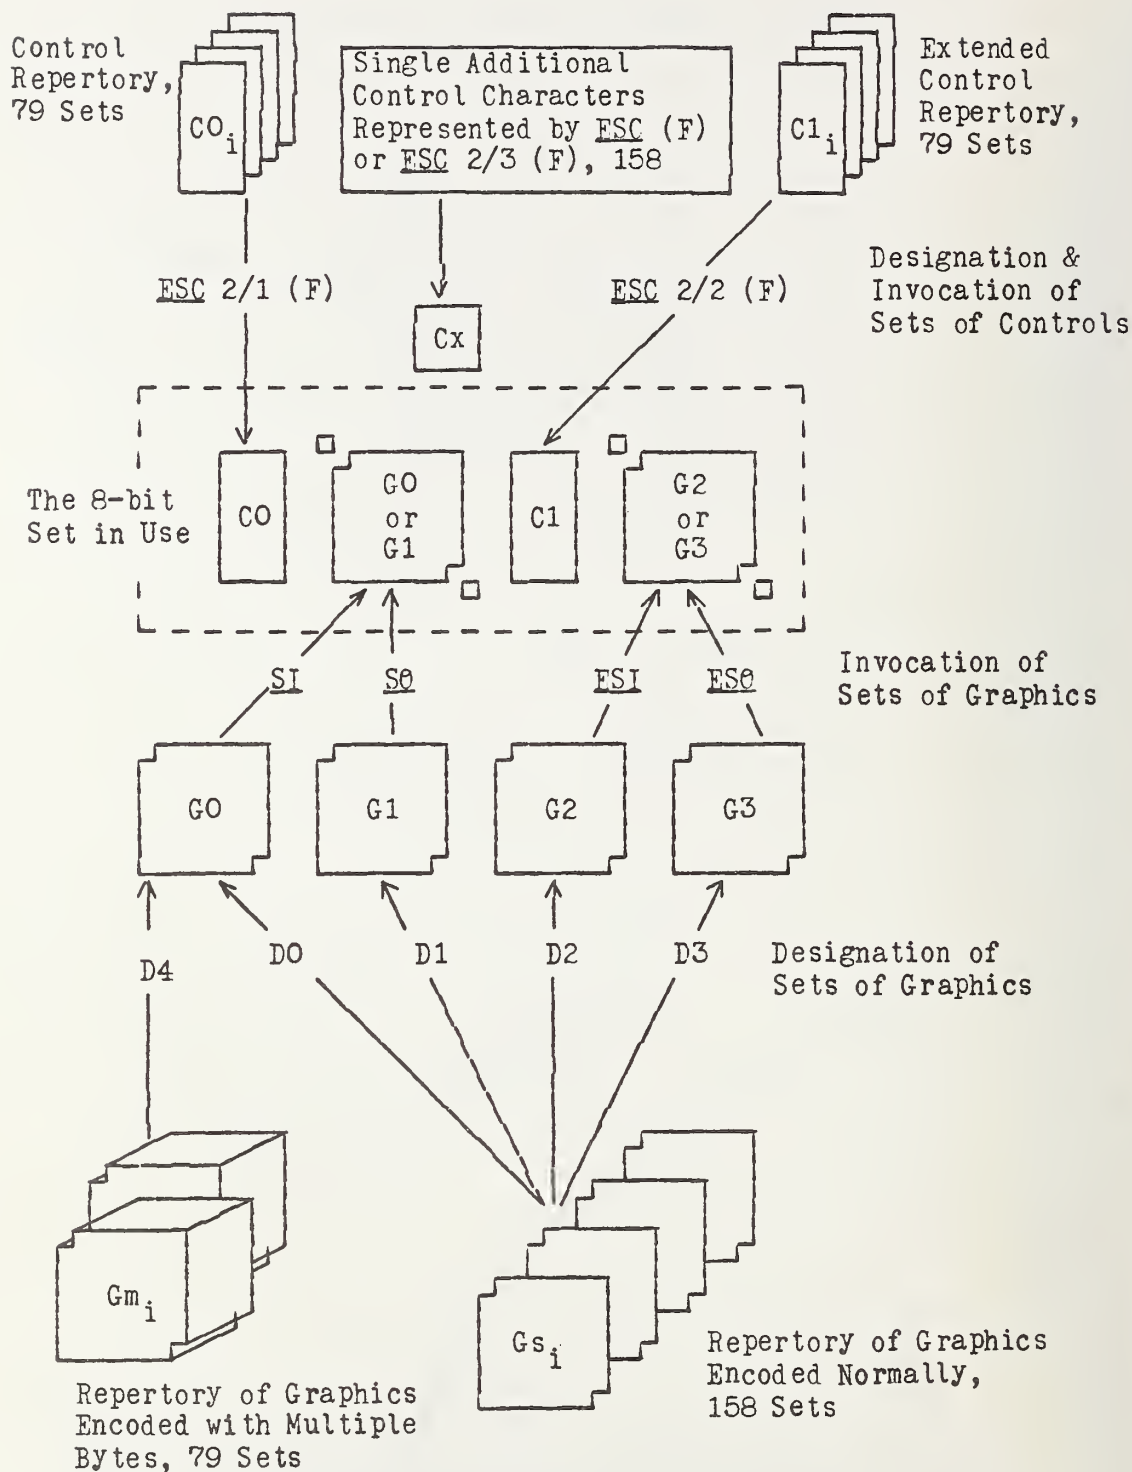 Control
Repertory,
79 Sets
CO i
Single Additional
Control Characters
Represented by ESC (F)
or ESC 2/3 (F), 158
C1 i
Extended
Control
Repertory,
79 Sets
ESC 2/1 (F)
Cx
ESC 2/2 (F)
Designation &
Invocation of
Sets of Controls
The 8-bit
Set in Use
CO
GO
or
G1
C1
G2
or
G3
SI
SO
ESI
ESO
Invocation of
Sets of Graphics
GO
G1
G2
G3
D4
DO
D1
D2
D3
Designation of
Sets of Graphics
Gm i
Gs i
Repertory of Graphics
Encoded with Multiple
Bytes, 79 Sets
Repertory of Graphics
Encoded Normally,
158 Sets